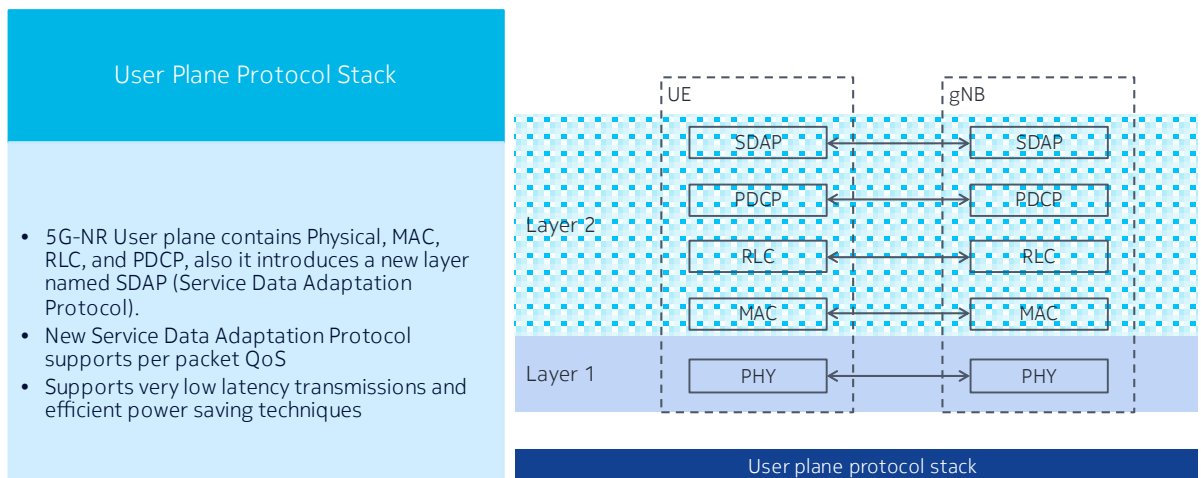 User Plane Protocol Stack
• 5G-NR User plane contains Physical, MAC,
RLC, and PDCP, also it introduces a new layer
named SDAP (Service Data Adaptation
Protocol).
• New Service Data Adaptation Protocol
supports per packet QoS
• Supports very low latency transmissions and
efficient power saving techniques
UE
gNB
SDAP
SDAP
PDCP
PDCP
Layer 2
RLC
RLC
MAC
MAC
Layer 1
PHY
PHY
User plane protocol stack